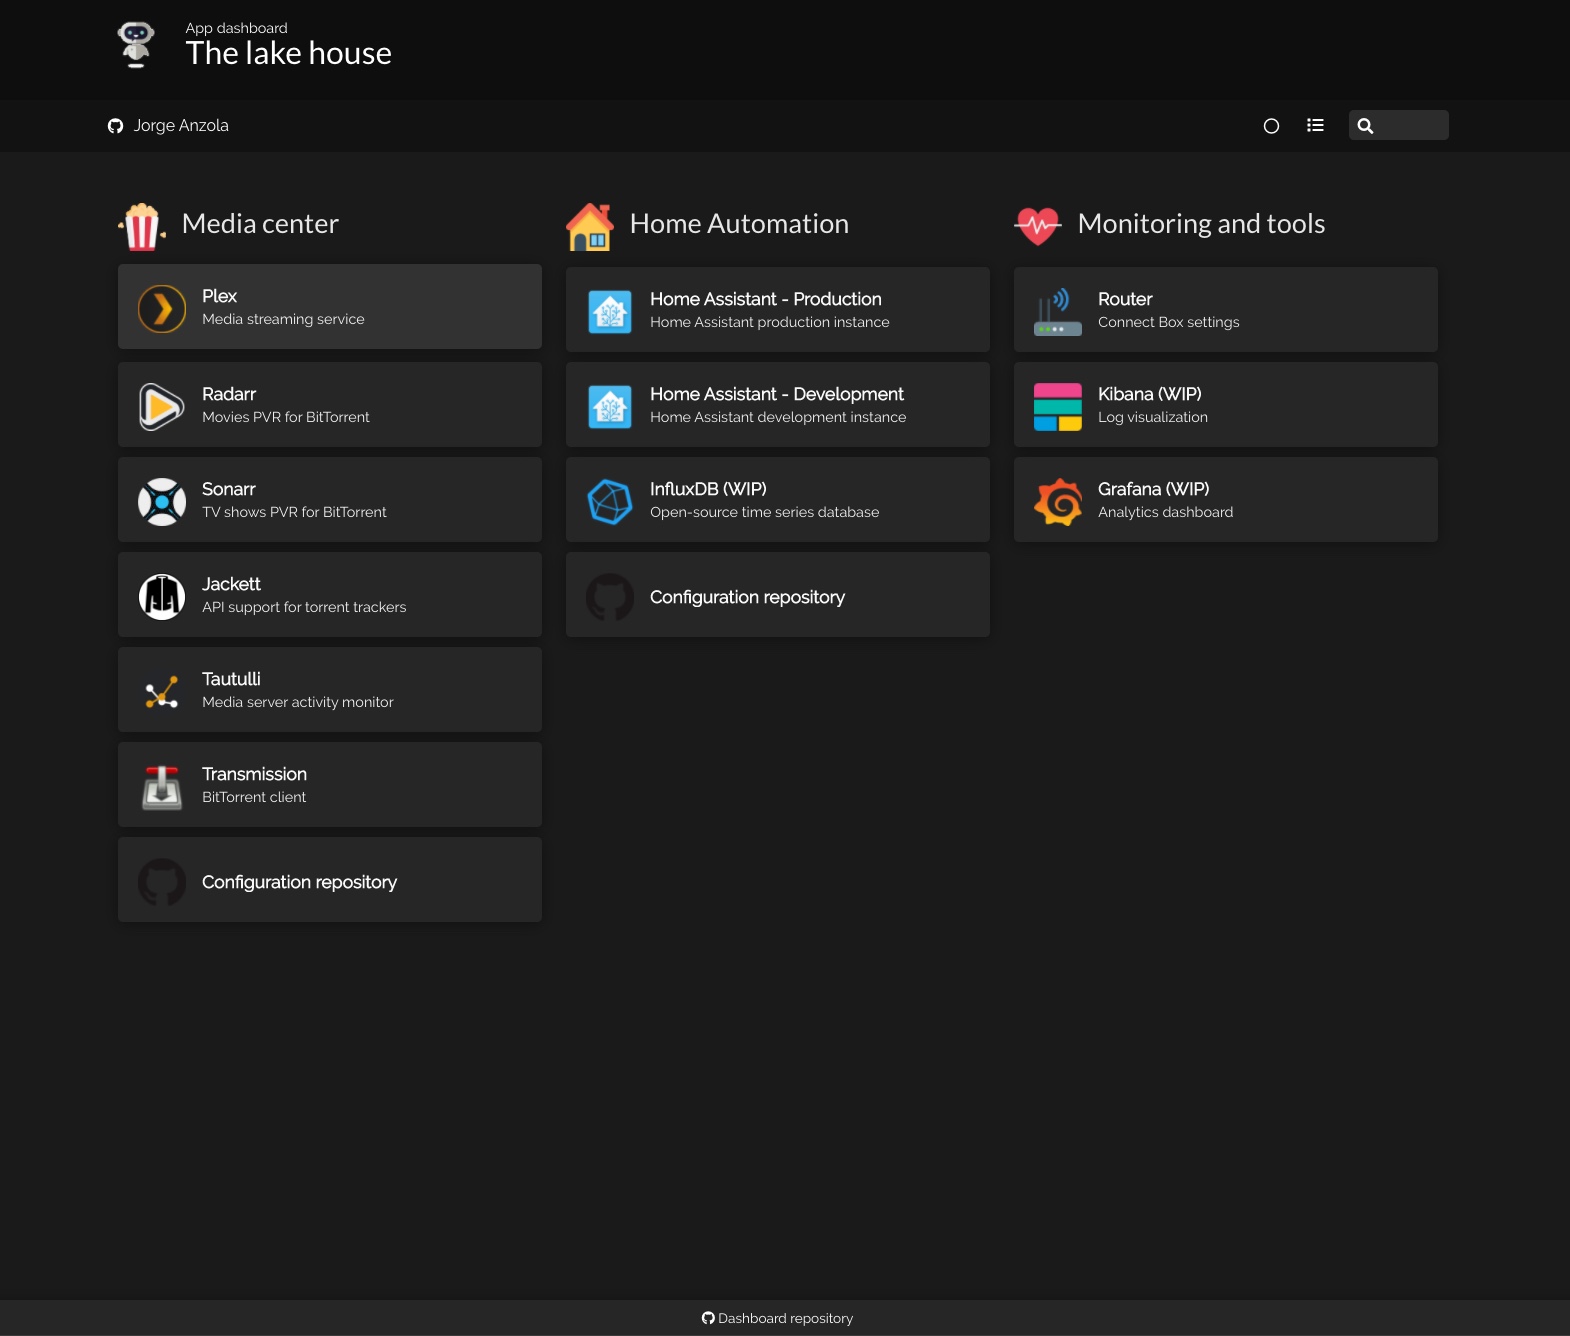 App dashboard
The lake house
Jorge Anzola
Media center
Plex
Media streaming service
Radarr
Movies PVR for BitTorrent
Sonarr
TV shows PVR for BitTorrent
Jackett
API support for torrent trackers
Tautulli
Media server activity monitor
Transmission
BitTorrent client
Configuration repository
Home Automation
Home Assistant - Production
Home Assistant production instance
Home Assistant - Development
Home Assistant development instance
InfluxDB (WIP)
Open-source time series database
Configuration repository
Monitoring and tools
Router
Connect Box settings
Kibana (WIP)
Log visualization
Grafana (WIP)
Analytics dashboard
Dashboard repository